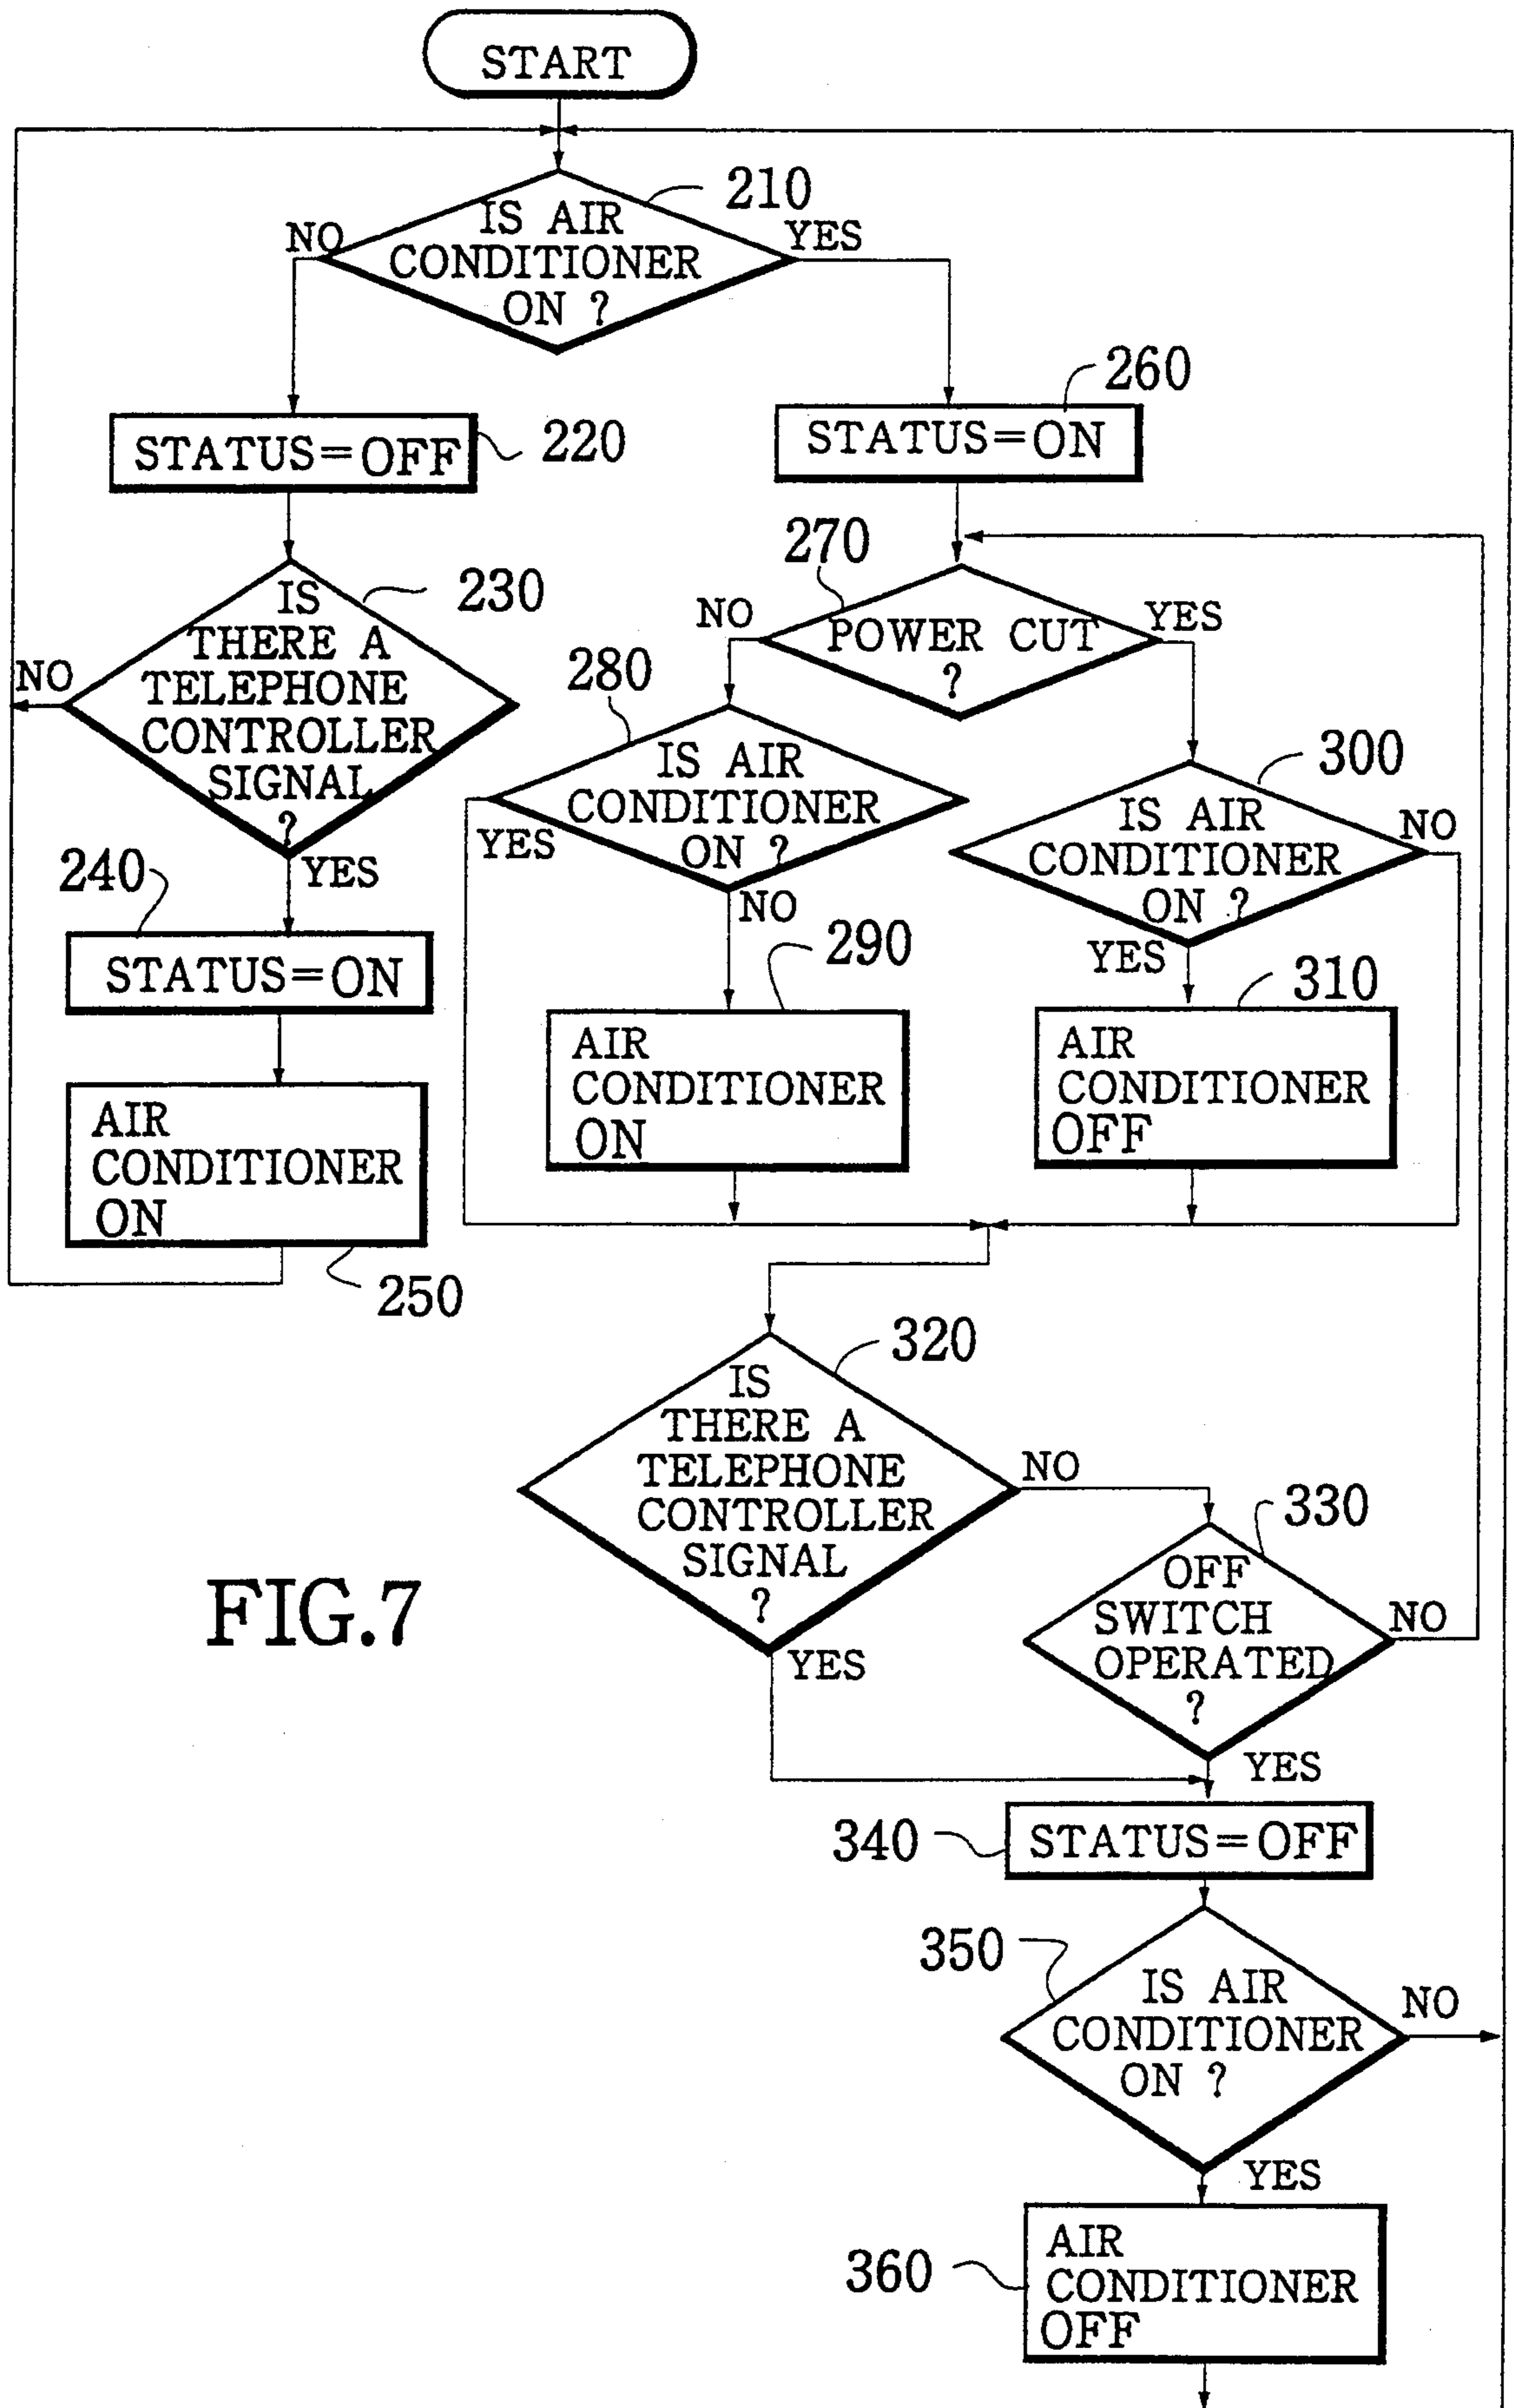 START
210
IS AIR
CONDITIONER
ON ?
NO
YES
STATUS=OFF
220
260
STATUS=ON
230
IS
THERE A
TELEPHONE
CONTROLLER
SIGNAL
?
NO
YES
240
STATUS=ON
AIR
CONDITIONER
ON
250
270
POWER CUT
?
NO
YES
280
IS AIR
CONDITIONER
ON ?
YES
NO
290
AIR
CONDITIONER
ON
300
IS AIR
CONDITIONER
ON ?
NO
YES
310
AIR
CONDITIONER
OFF
320
IS
THERE A
TELEPHONE
CONTROLLER
SIGNAL
?
NO
YES
330
OFF
SWITCH
OPERATED
?
NO
YES
FIG.7
340
STATUS=OFF
350
IS AIR
CONDITIONER
ON ?
NO
YES
360
AIR
CONDITIONER
OFF